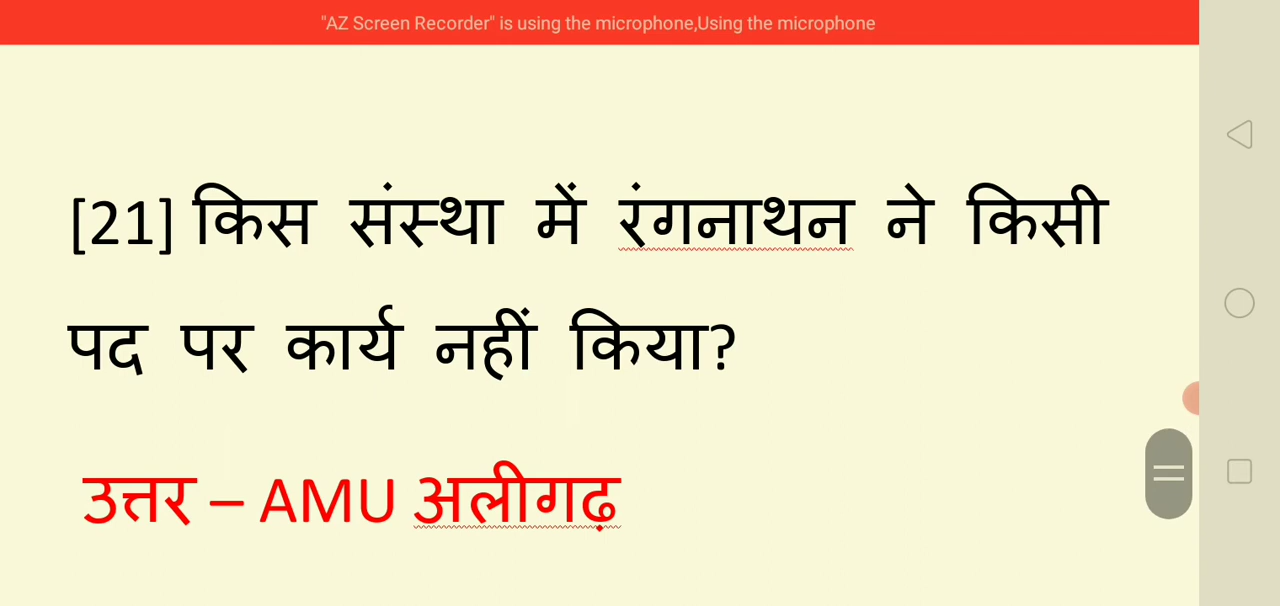 "AZ Screen Recorder" is using the microphone,Using the microphone
[21] किस संस्था में रंगनाथन ने किसी
पद पर कार्य नहीं किया?
उत्तर – AMU अलीगढ़